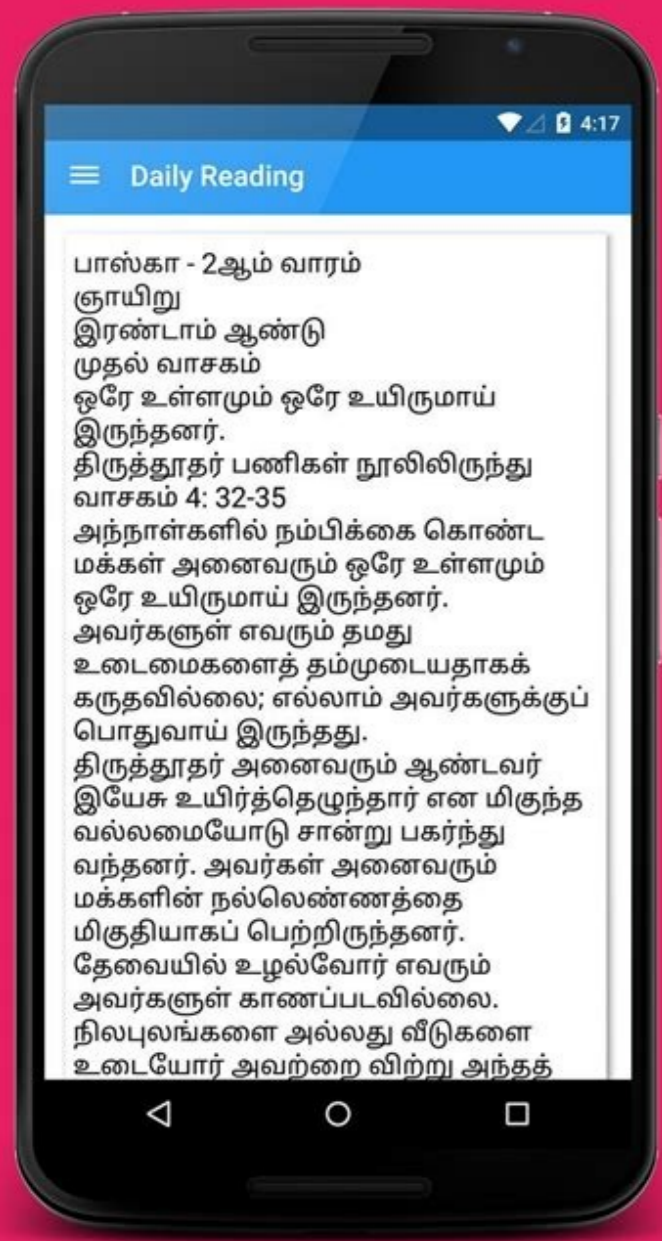 4:17
Daily Reading
பாஸ்கா - 2ஆம் வாரம்
ஞாயிறு
இரண்டாம் ஆண்டு
முதல் வாசகம்
ஒரே உள்ளமும் ஒரே உயிருமாய்
இருந்தனர்.
திருத்தூதர் பணிகள் நூலிலிருந்து
வாசகம் 4: 32-35
அந்நாள்களில் நம்பிக்கை கொண்ட
மக்கள் அனைவரும் ஒரே உள்ளமும்
ஒரே உயிருமாய் இருந்தனர்.
அவர்களுள் எவரும் தமது
உடைமைகளைத் தம்முடையதாகக்
கருதவில்லை; எல்லாம் அவர்களுக்குப்
பொதுவாய் இருந்தது.
திருத்தூதர் அனைவரும் ஆண்டவர்
இயேசு உயிர்த்தெழுந்தார் என மிகுந்த
வல்லமையோடு சான்று பகர்ந்து
வந்தனர். அவர்கள் அனைவரும்
மக்களின் நல்லெண்ணத்தை
மிகுதியாகப் பெற்றிருந்தனர்.
தேவையில் உழல்வோர் எவரும்
அவர்களுள் காணப்படவில்லை.
நிலபுலங்களை அல்லது வீடுகளை
உடையோர் அவற்றை விற்று அந்தத்